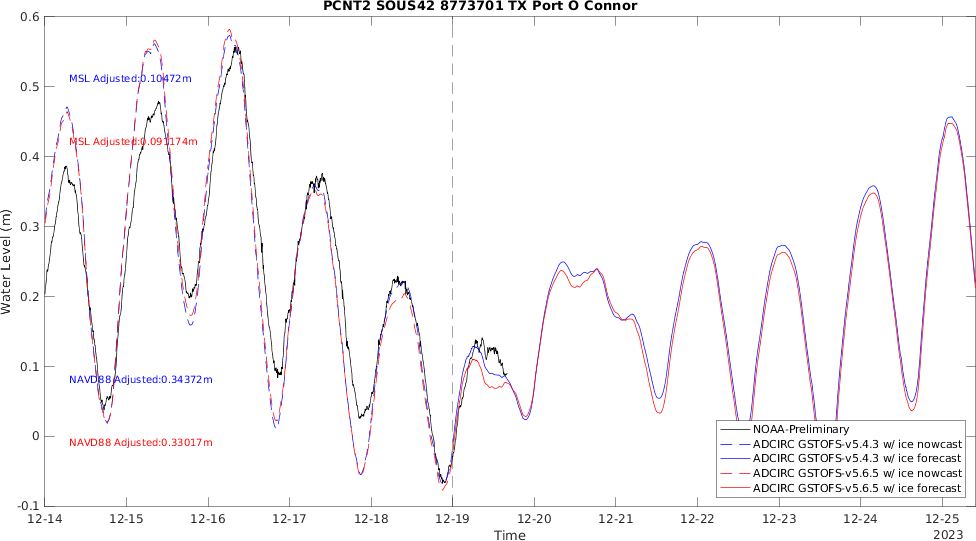 PCNT2 SOUS42 8773701 TX Port O Connor
0.6
0.5
0.4
0.3
0.2
0.1
0
-0.1
Water Level (m)
MSL Adjusted:0.10472m
MSL Adjusted:0.091174m
NAVD88 Adjusted:0.34372m
NAVD88 Adjusted:0.33017m
NOAA-Preliminary
ADCIRC GSTOFS-v5.4.3 w/ ice nowcast
ADCIRC GSTOFS-v5.4.3 w/ ice forecast
ADCIRC GSTOFS-v5.6.5 w/ ice nowcast
ADCIRC GSTOFS-v5.6.5 w/ ice forecast
12-14 12-15 12-16 12-17 12-18 12-19 12-20 12-21 12-22 12-23 12-24 12-25
Time
2023